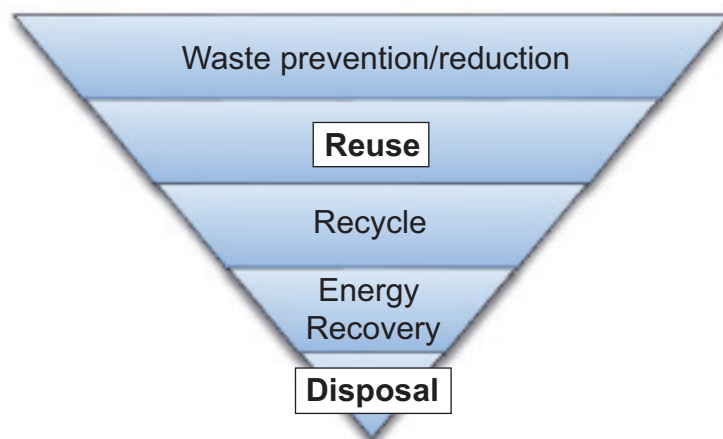 Waste prevention/reduction
Reuse
Recycle
Energy
Recovery
Disposal